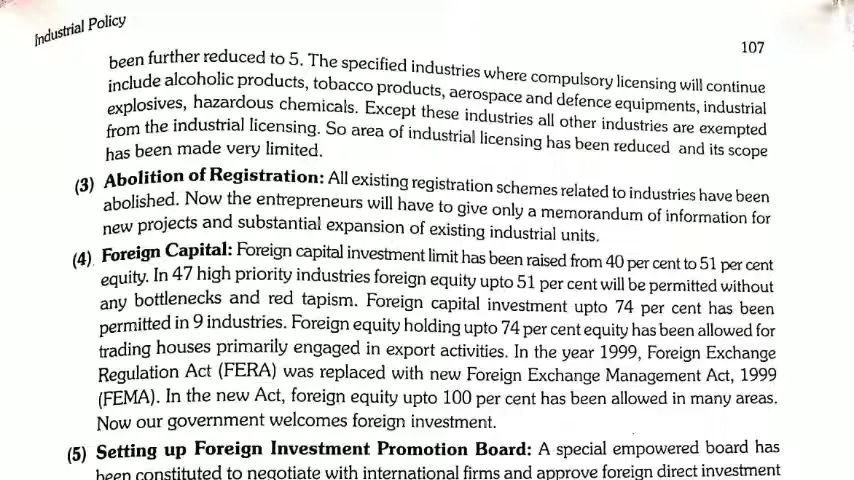 Industrial Policy
107
been further reduced to 5. The specified industries where compulsory licensing will continue
include alcoholic products, tobacco products, aerospace and defence equipments, industrial
explosives, hazardous chemicals. Except these industries all other industries are exempted
from the industrial licensing. So area of industrial licensing has been reduced and its scope
has been made very limited.
(3) Abolition of Registration: All existing registration schemes related to industries have been
abolished. Now the entrepreneurs will have to give only a memorandum of information for
new projects and substantial expansion of existing industrial units.
(4) Foreign Capital: Foreign capital investment limit has been raised from 40 per cent to 51 per cent
equity. In 47 high priority industries foreign equity upto 51 per cent will be permitted without
any bottlenecks and red tapism. Foreign capital investment upto 74 per cent has been
permitted in 9 industries. Foreign equity holding upto 74 per cent equity has been allowed for
trading houses primarily engaged in export activities. In the year 1999, Foreign Exchange
Regulation Act (FERA) was replaced with new Foreign Exchange Management Act, 1999
(FEMA). In the new Act, foreign equity upto 100 per cent has been allowed in many areas.
Now our government welcomes foreign investment.
(5) Setting up Foreign Investment Promotion Board: A special empowered board has
been constituted to negotiate with international firms and approve foreign direct investment